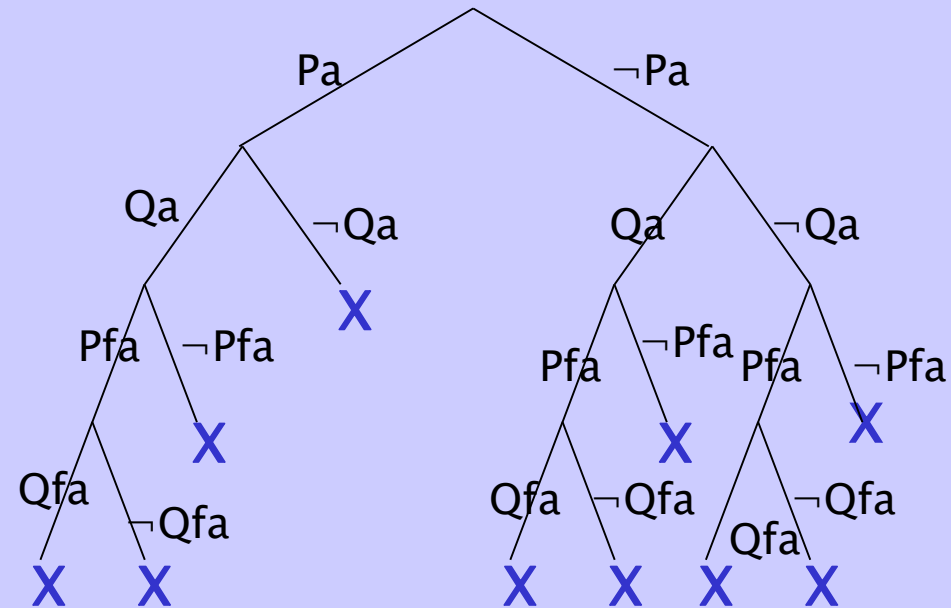 Pa ¬Pa
Qa ¬Qa Qa ¬Qa
X
Pfa ¬Pfa Pfa ¬Pfa Pfa ¬Pfa
X X X
Qfa ¬Qfa Qfa ¬Qfa Qfa ¬Qfa
X X X X X X